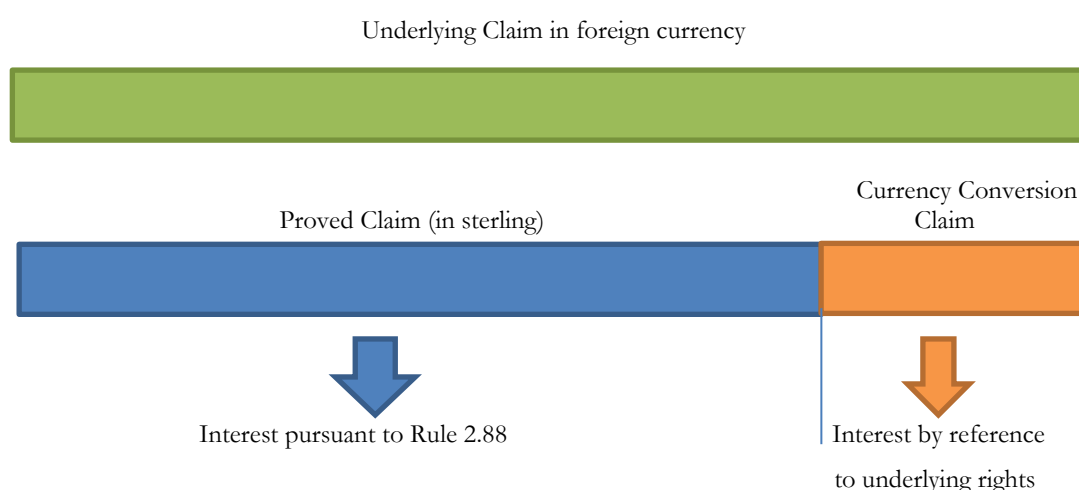 Underlying Claim in foreign currency
Currency Conversion
Claim
Proved Claim (in sterling)
Interest pursuant to Rule 2.88
Interest by reference
to underlying rights